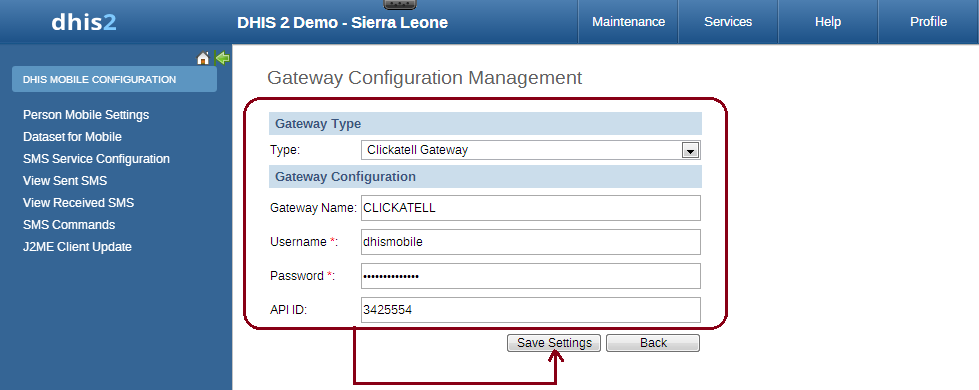 dhis2
DHIS 2 Demo - Sierra Leone
Maintenance
Services
Help
Profile
DHIS MOBILE CONFIGURATION
Person Mobile Settings
Dataset for Mobile
SMS Service Configuration
View Sent SMS
View Received SMS
SMS Commands
J2ME Client Update
Gateway Configuration Management
Gateway Type
Type: Clickatell Gateway
Gateway Configuration
Gateway Name: CLICKATELL
Username *: dhismobile
Password *: ••••••••••••••
API ID: 3425554
Save Settings
Back